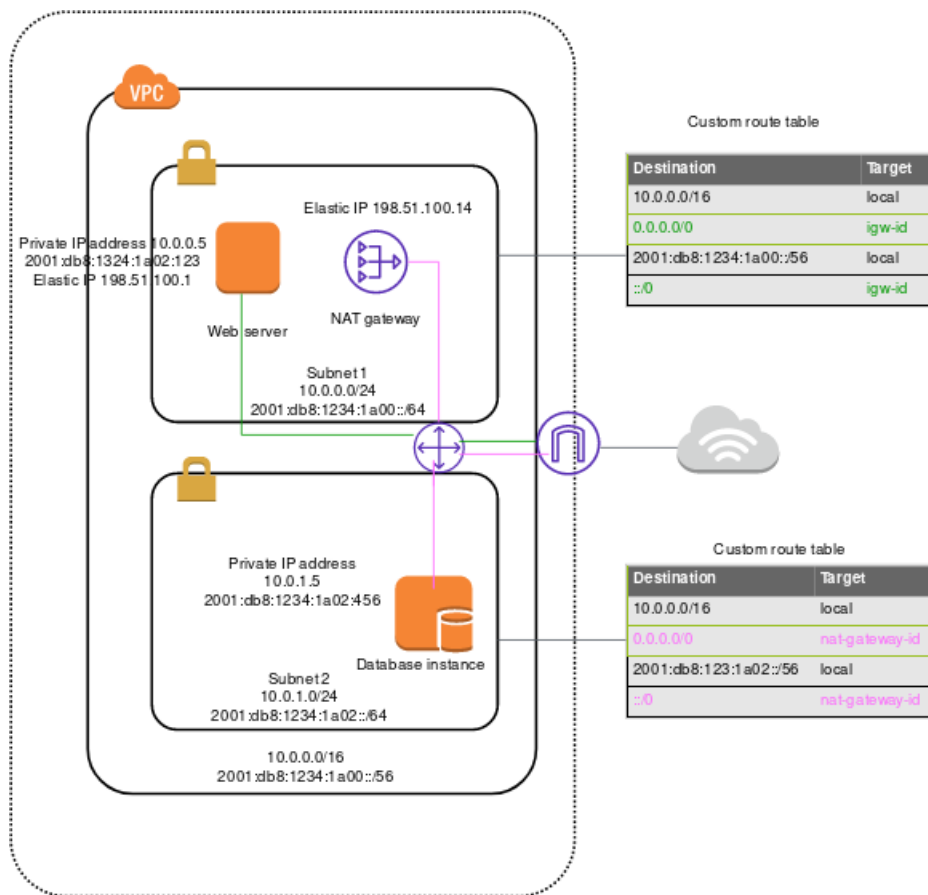 VPC
Custom route table
Destination Target
10.0.0.0/16 local
0.0.0.0/0 igw-id
2001:db8:1234:1a00::/56 local
::/0 igw-id
Elastic IP 198.51.100.14
Private IP address 10.0.0.5
2001:db8:1324:1a02:123
Elastic IP 198.51.100.1
Web server
NAT gateway
Subnet 1
10.0.0.0/24
2001:db8:1234:1a00::/64
Private IP address
10.0.1.5
2001:db8:1234:1a02:456
Database instance
Subnet 2
10.0.1.0/24
2001:db8:1234:1a02::/64
10.0.0.0/16
2001:db8:1234:1a00::/56
Custom route table
Destination Target
10.0.0.0/16 local
0.0.0.0/0 nat-gateway-id
2001:db8:123:1a02::/56 local
::/0 nat-gateway-id